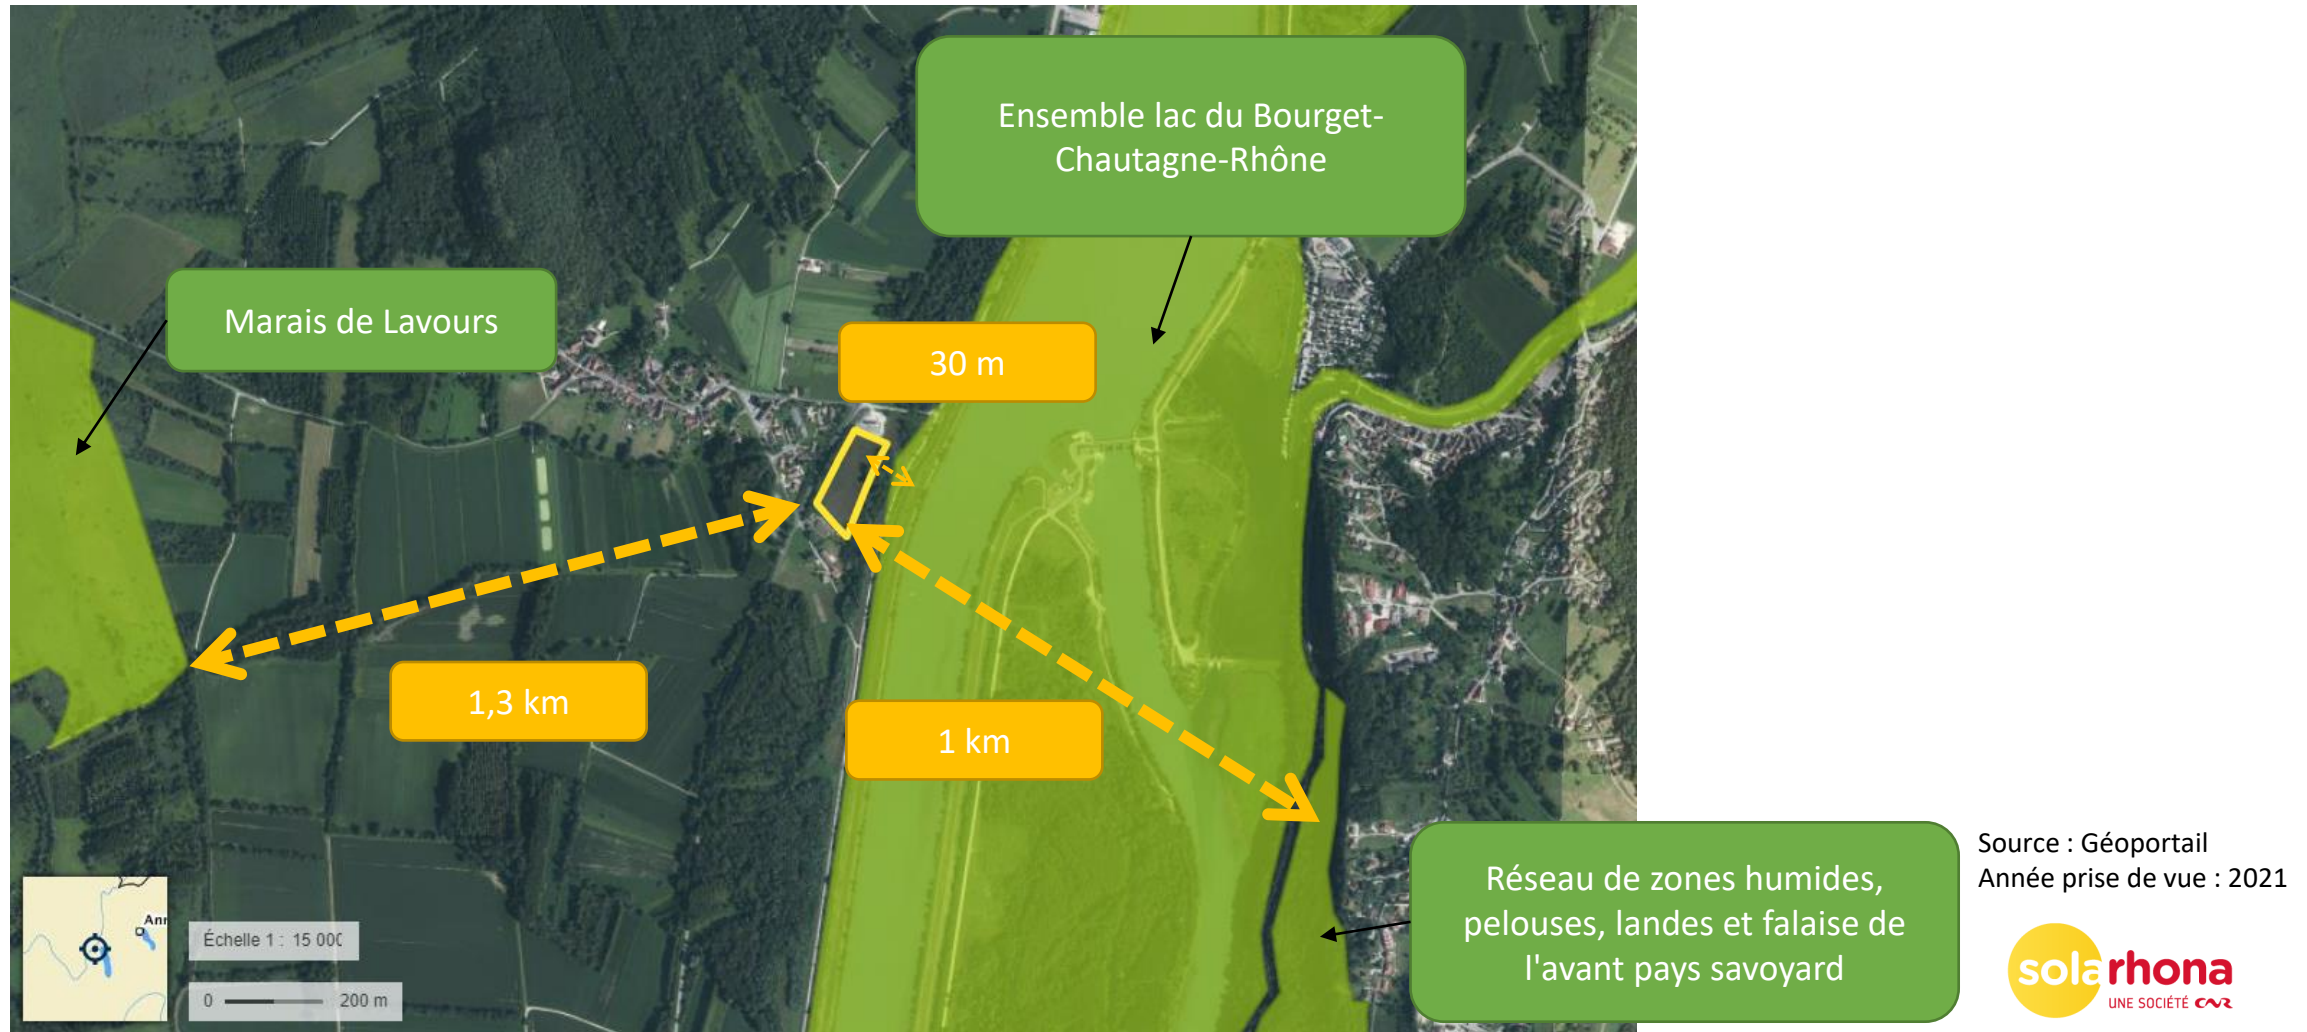 Ensemble lac du Bourget-
Chautagne-Rhône
Marais de Lavours
30 m
1,3 km
1 km
Réseau de zones humides,
pelouses, landes et falaise de
l'avant pays savoyard
Source : Géoportail
Année prise de vue : 2021
Ann
Échelle 1 : 15 000
0 200 m
solarhona
UNE SOCIÉTÉ CNR